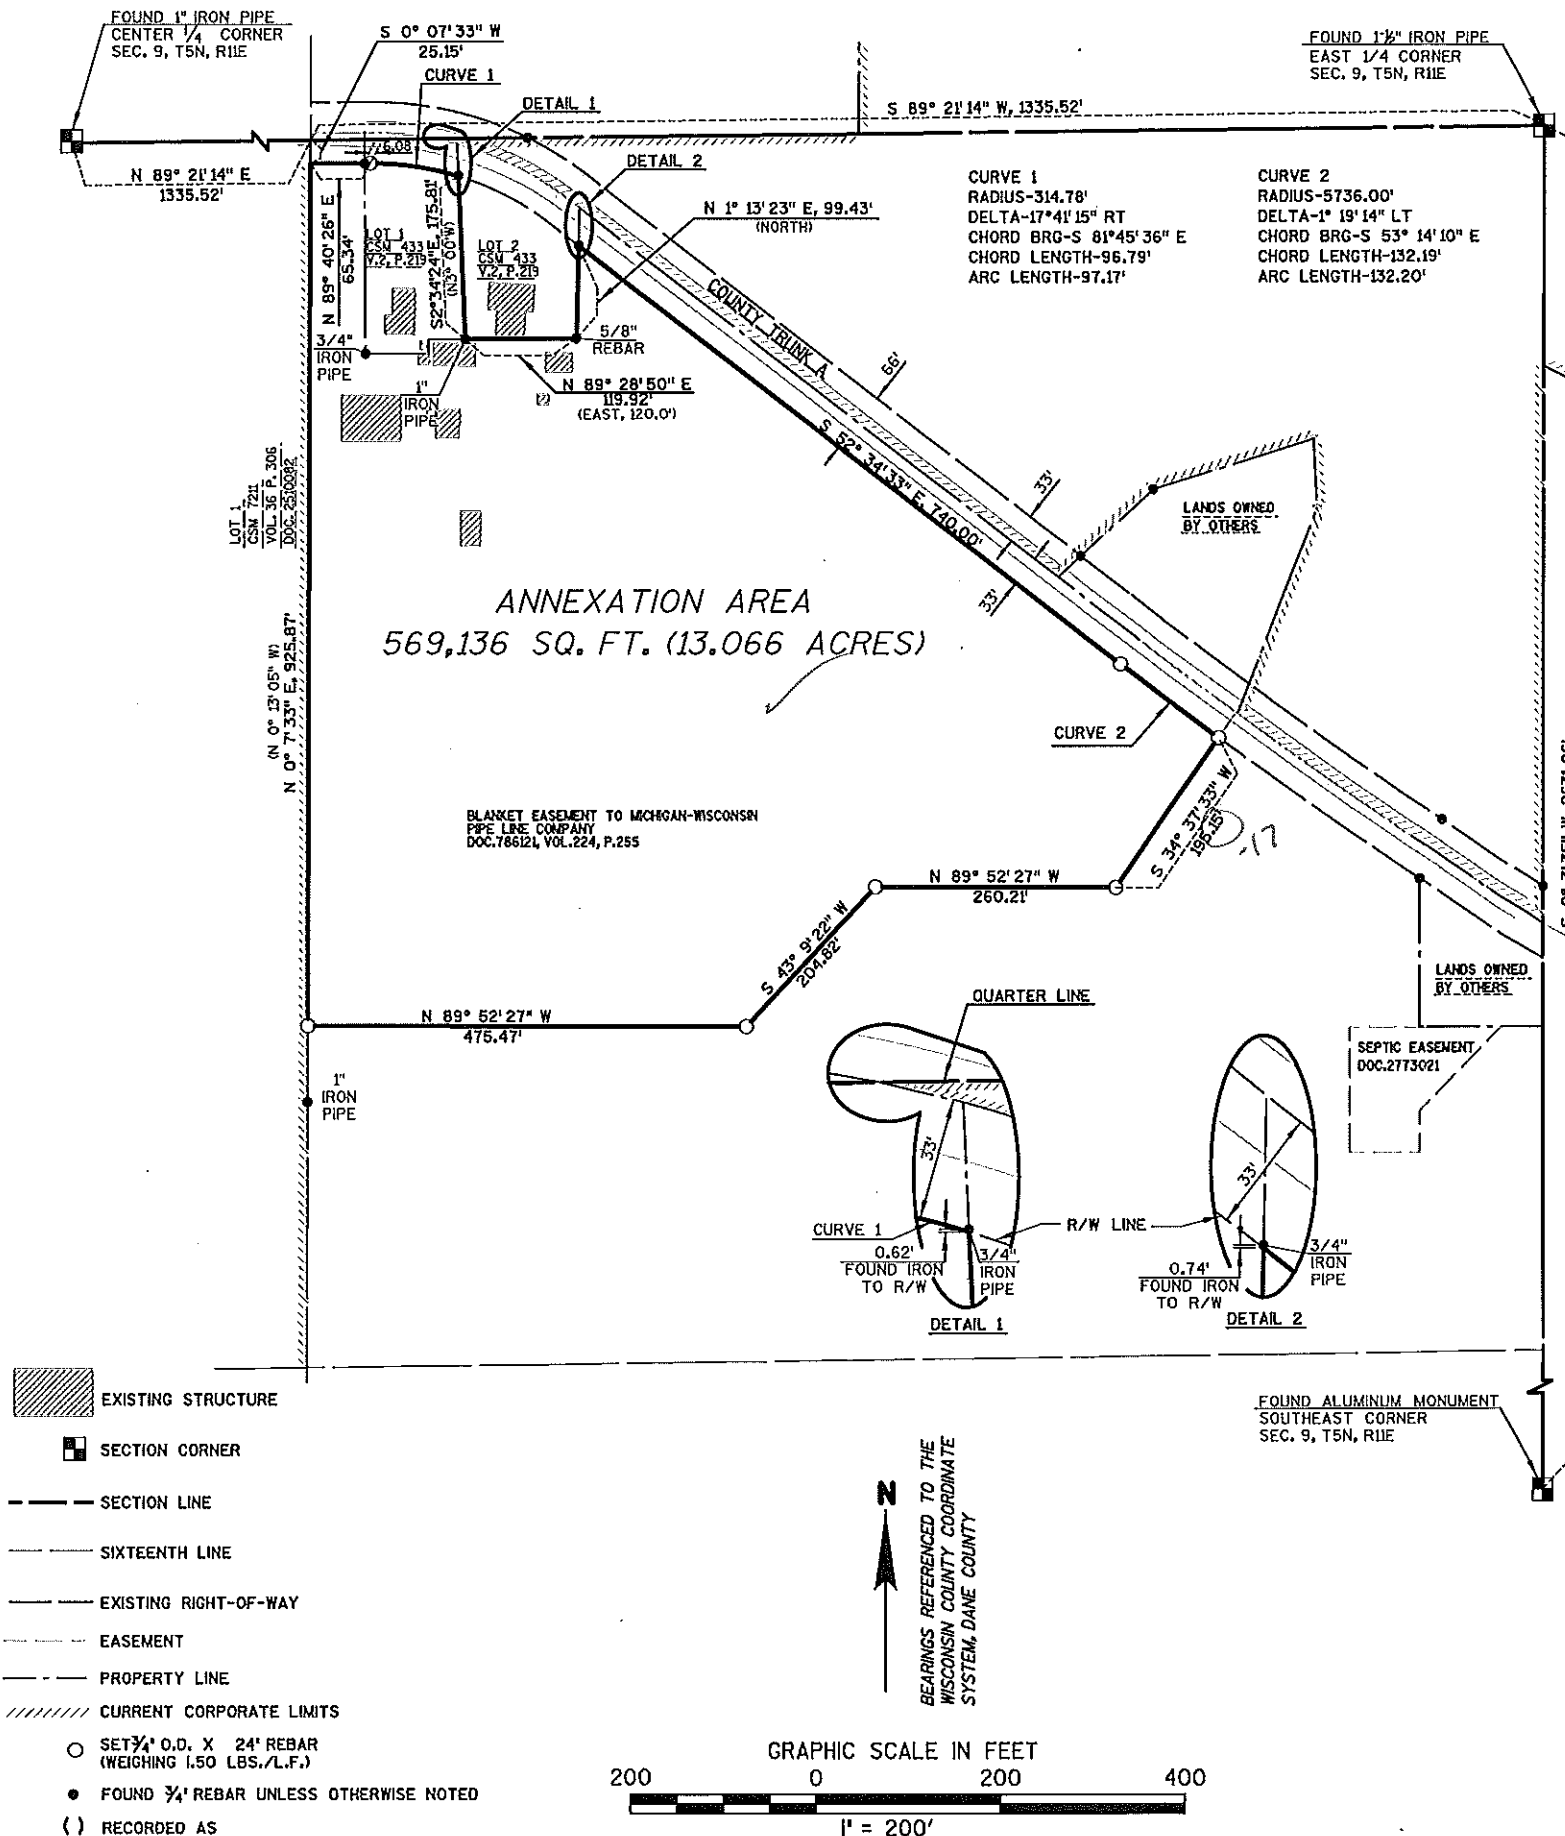 FOUND 1" IRON PIPE
CENTER 1/4 CORNER
SEC. 9, T5N, R11E
S 0° 07'33" W
25.15'
CURVE 1
DETAIL 1
S 89° 21'14" W, 1335.52'
FOUND 1-½" IRON PIPE
EAST 1/4 CORNER
SEC. 9, T5N, R11E
N 89° 21'14" E
1335.52'
6.08
DETAIL 2
N 1° 13'23" E, 99.43'
(NORTH)
CURVE 1
RADIUS-314.78'
DELTA-17°41'15" RT
CHORD BRG-S 81°45'36" E
CHORD LENGTH-96.79'
ARC LENGTH-97.17'
CURVE 2
RADIUS-5736.00'
DELTA-1° 19'14" LT
CHORD BRG-S 53° 14'10" E
CHORD LENGTH-132.19'
ARC LENGTH-132.20'
N 89° 40'26" E
65.34'
LOT 1
CSM 433
V.2, P.219
S2°34'24"E, 175.81'
(N3° 00'W)
LOT 2
CSM 433
V.2, P.219
3/4"
IRON
PIPE
5/8"
REBAR
1"
IRON
PIPE
N 89° 28'50" E
119.92'
(EAST, 120.0')
COUNTY TRUNK A
66'
S 52° 34'33" E, 740.00'
33'
33'
LANDS OWNED
BY OTHERS
LOT 1
CSM 7211
VOL. 36 P. 306
DOC. 2510082
ANNEXATION AREA
569,136 SQ. FT. (13.066 ACRES)
(N 0° 13'05" W)
N 0° 7'33" E, 925.87'
CURVE 2
BLANKET EASEMENT TO MICHIGAN-WISCONSIN
PIPE LINE COMPANY
DOC.786121, VOL.224, P.255
S 34° 37'33" W
195.15'
.17
N 89° 52'27" W
260.21'
S 43° 9'22" W
204.82'
N 89° 52'27" W
475.47'
LANDS OWNED
BY OTHERS
SEPTIC EASEMENT
DOC.2773021
1"
IRON
PIPE
QUARTER LINE
33'
CURVE 1
0.62'
FOUND IRON
TO R/W
3/4"
IRON
PIPE
DETAIL 1
R/W LINE
33'
0.74'
FOUND IRON
TO R/W
3/4"
IRON
PIPE
DETAIL 2
EXISTING STRUCTURE
SECTION CORNER
SECTION LINE
SIXTEENTH LINE
EXISTING RIGHT-OF-WAY
EASEMENT
PROPERTY LINE
CURRENT CORPORATE LIMITS
SET ¾' O.D. X 24' REBAR
(WEIGHING 1.50 LBS./L.F.)
FOUND ¾' REBAR UNLESS OTHERWISE NOTED
( ) RECORDED AS
FOUND ALUMINUM MONUMENT
SOUTHEAST CORNER
SEC. 9, T5N, R11E
N
BEARINGS REFERENCED TO THE
WISCONSIN COUNTY COORDINATE
SYSTEM, DANE COUNTY
GRAPHIC SCALE IN FEET
200 0 200 400
1" = 200'